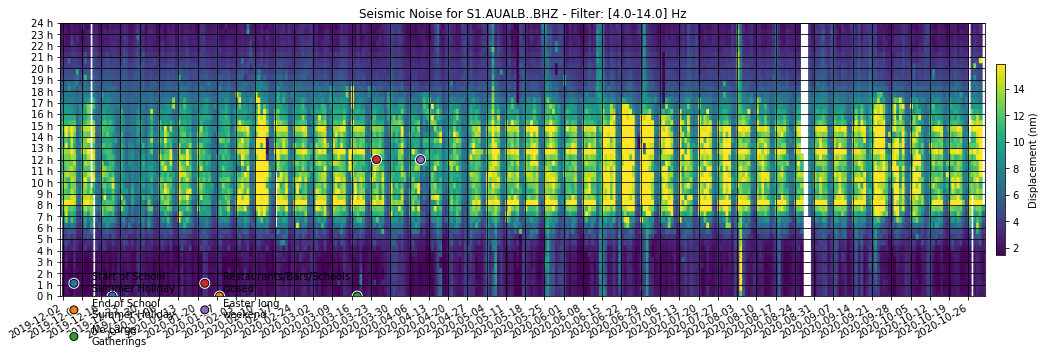 Seismic Noise for S1.AUALB..BHZ - Filter: [4.0-14.0] Hz
24 h
23 h
22 h
21 h
20 h
19 h
18 h
17 h
16 h
15 h
14 h
13 h
12 h
11 h
10 h
9 h
8 h
7 h
6 h
5 h
4 h
3 h
2 h
1 h
0 h
14
12
10
8
6
4
2
Displacement (nm)
Start of School
Summer Holiday
End of School
Summer Holiday
No Large
Gatherings
Restaurants/Bars/Schools
closed
Easter long
weekend
2019-12-02
2020-02-24
2020-03-02
2020-03-09
2020-03-16
2020-03-23
2020-03-30
2020-04-06
2020-04-13
2020-04-20
2020-04-27
2020-05-04
2020-05-11
2020-05-18
2020-05-25
2020-06-01
2020-06-08
2020-06-15
2020-06-22
2020-06-29
2020-07-06
2020-07-13
2020-07-20
2020-07-27
2020-08-03
2020-08-10
2020-08-17
2020-08-24
2020-08-31
2020-09-07
2020-09-14
2020-09-21
2020-09-28
2020-10-05
2020-10-12
2020-10-19
2020-10-26